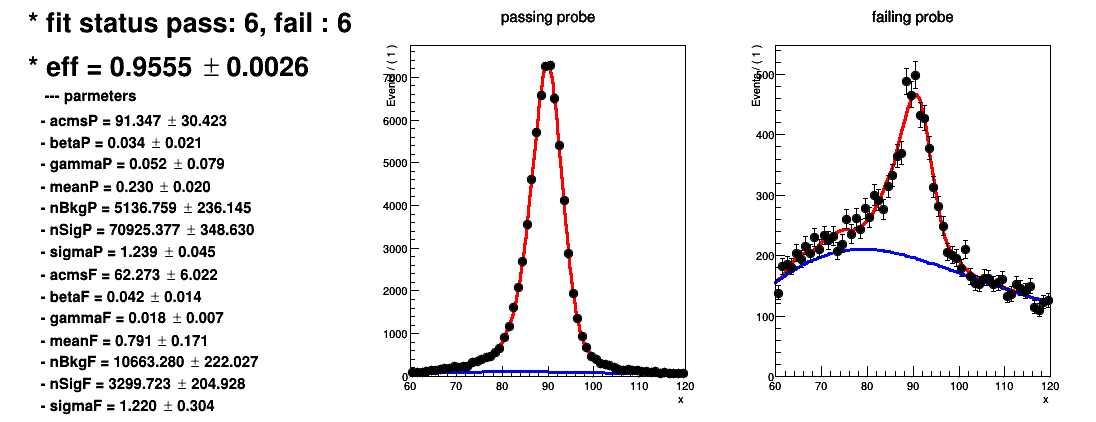 * fit status pass: 6, fail : 6
* eff = 0.9555 ± 0.0026
--- parmeters
- acmsP = 91.347 ± 30.423
- betaP = 0.034 ± 0.021
- gammaP = 0.052 ± 0.079
- meanP = 0.230 ± 0.020
- nBkgP = 5136.759 ± 236.145
- nSigP = 70925.377 ± 348.630
- sigmaP = 1.239 ± 0.045
- acmsF = 62.273 ± 6.022
- betaF = 0.042 ± 0.014
- gammaF = 0.018 ± 0.007
- meanF = 0.791 ± 0.171
- nBkgF = 10663.280 ± 222.027
- nSigF = 3299.723 ± 204.928
- sigmaF = 1.220 ± 0.304
passing probe
Events / ( 1 )
7000
6000
5000
4000
3000
2000
1000
0
60 70 80 90 100 110 120
x
failing probe
Events / ( 1 )
500
400
300
200
100
0
60 70 80 90 100 110 120
x